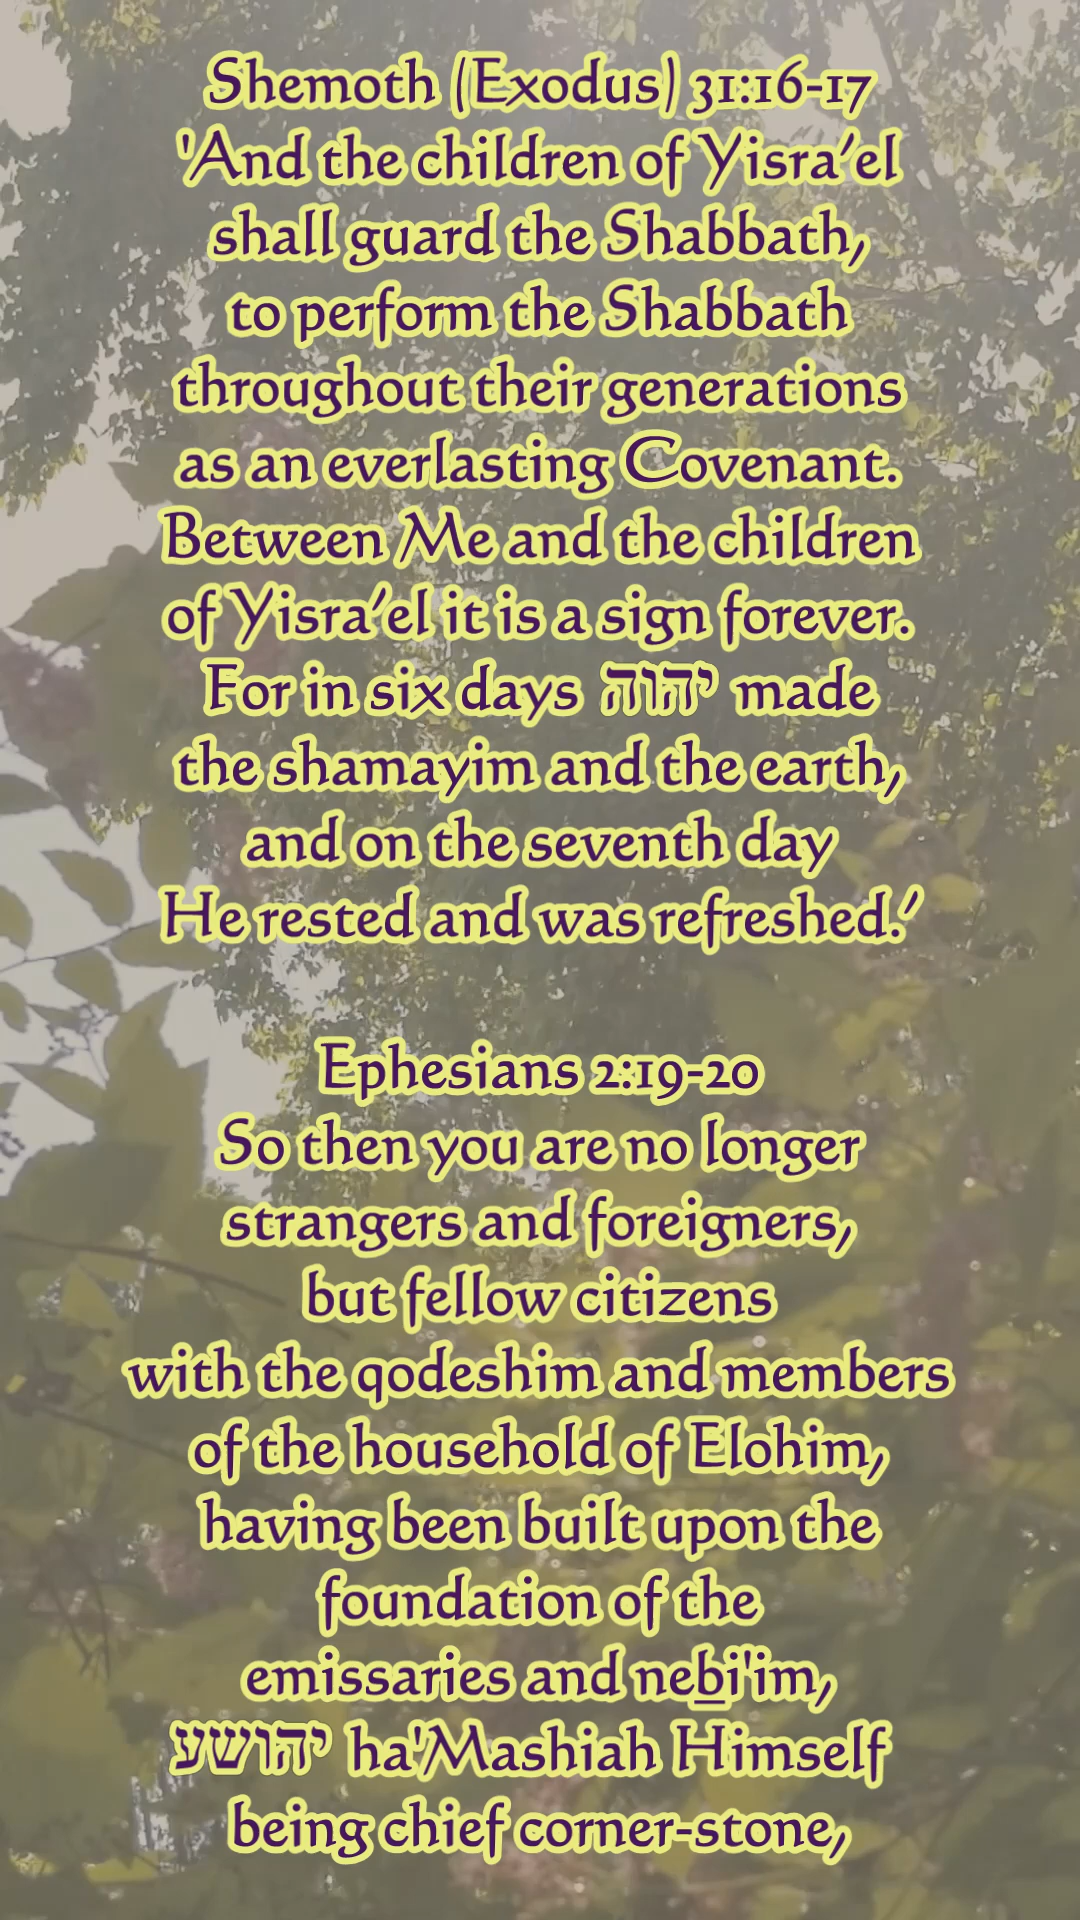 Shemoth (Exodus) 31:16-17
'And the children of Yisra’el
shall guard the Shabbath,
to perform the Shabbath
throughout their generations
as an everlasting Covenant.
Between Me and the children
of Yisra’el it is a sign forever.
For in six days יהוה made
the shamayim and the earth,
and on the seventh day
He rested and was refreshed.’
Ephesians 2:19-20
So then you are no longer
strangers and foreigners,
but fellow citizens
with the qodeshim and members
of the household of Elohim,
having been built upon the
foundation of the
emissaries and neḇi'im,
יהושע ha'Mashiah Himself
being chief corner-stone,